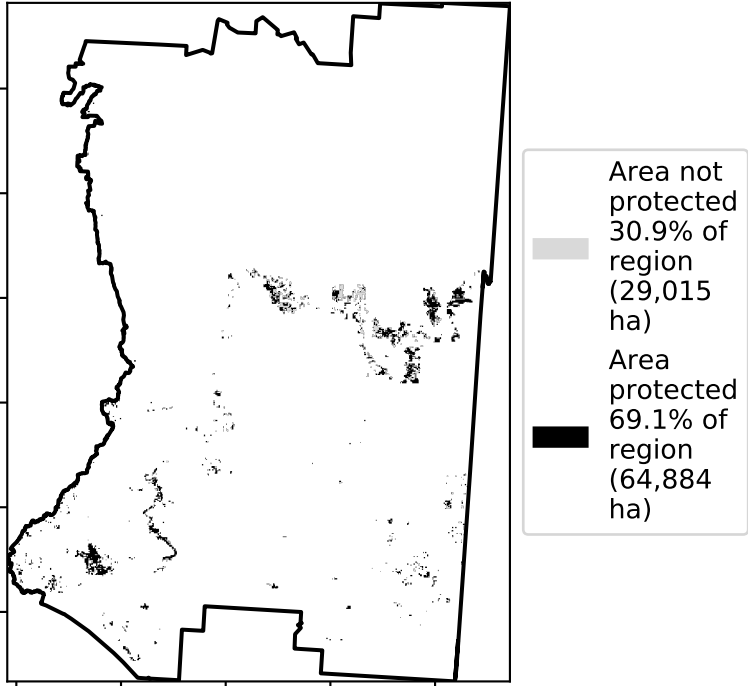 Area not
protected
30.9% of
region
(29,015
ha)
Area
protected
69.1% of
region
(64,884
ha)